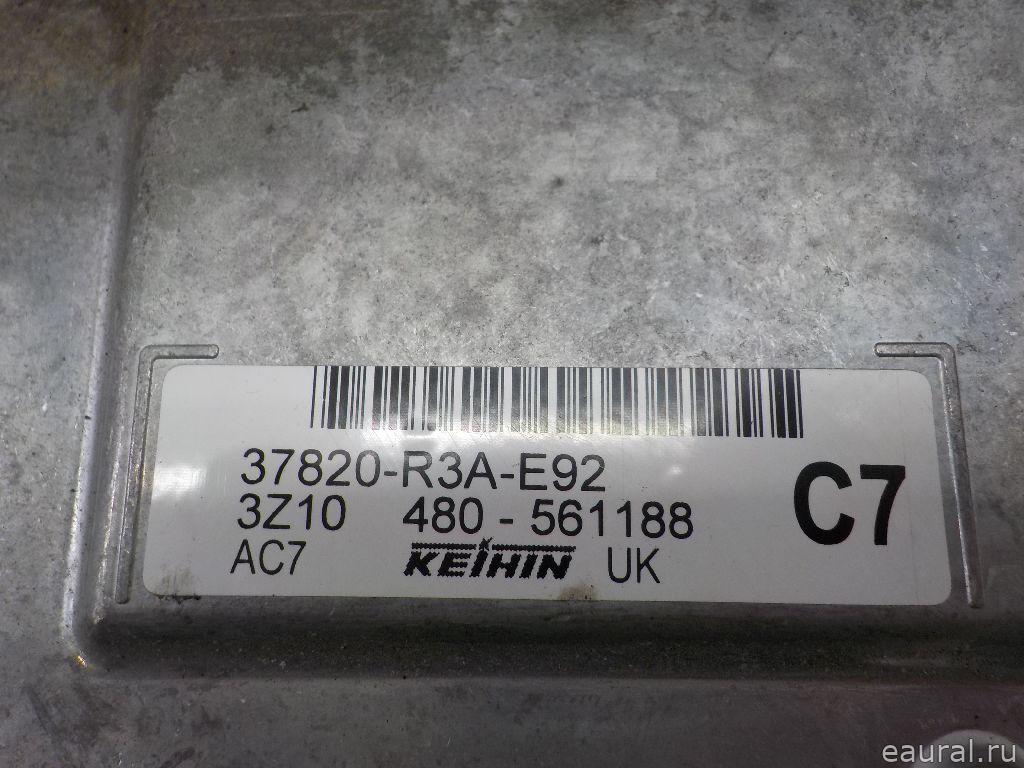 37820-R3A-E92
3Z10 480 - 561188
AC7 KEIHIN UK
C7
eaural.ru